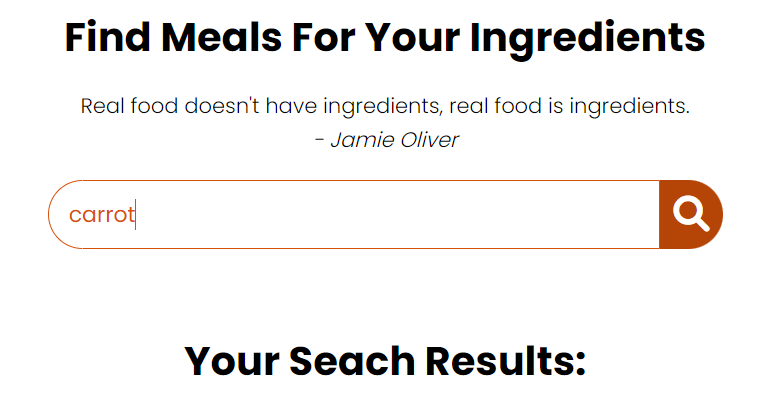 Find Meals For Your Ingredients
Real food doesn't have ingredients, real food is ingredients.
- Jamie Oliver
carrot
Your Seach Results: